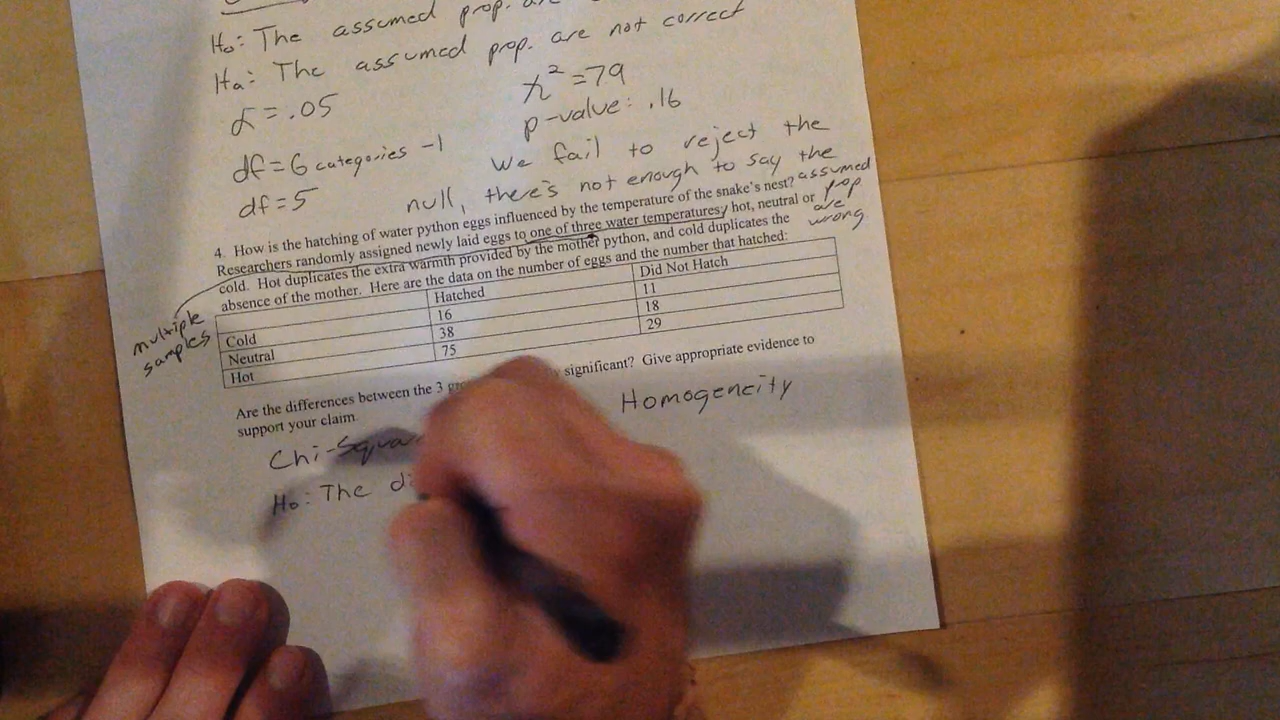 Ho: The assumed prop. are
Ha: The assumed prop. are not correct
α = .05
χ² = 79
p-value: .16
df = 6 categories -1
df = 5
We fail to reject the
null, there's not enough to say the
assumed
prop
are
wrong
4. How is the hatching of water python eggs influenced by the temperature of the snake's nest?
Researchers randomly assigned newly laid eggs to one of three water temperatures, hot, neutral or
cold. Hot duplicates the extra warmth provided by the mother python, and cold duplicates the
absence of the mother. Here are the data on the number of eggs and the number that hatched:
multiple
samples
Hatched Did Not Hatch
Cold 16 11
Neutral 38 18
Hot 75 29
Are the differences between the 3 significant? Give appropriate evidence to
support your claim.
Chi-Squa Homogeneity
Ho: The di